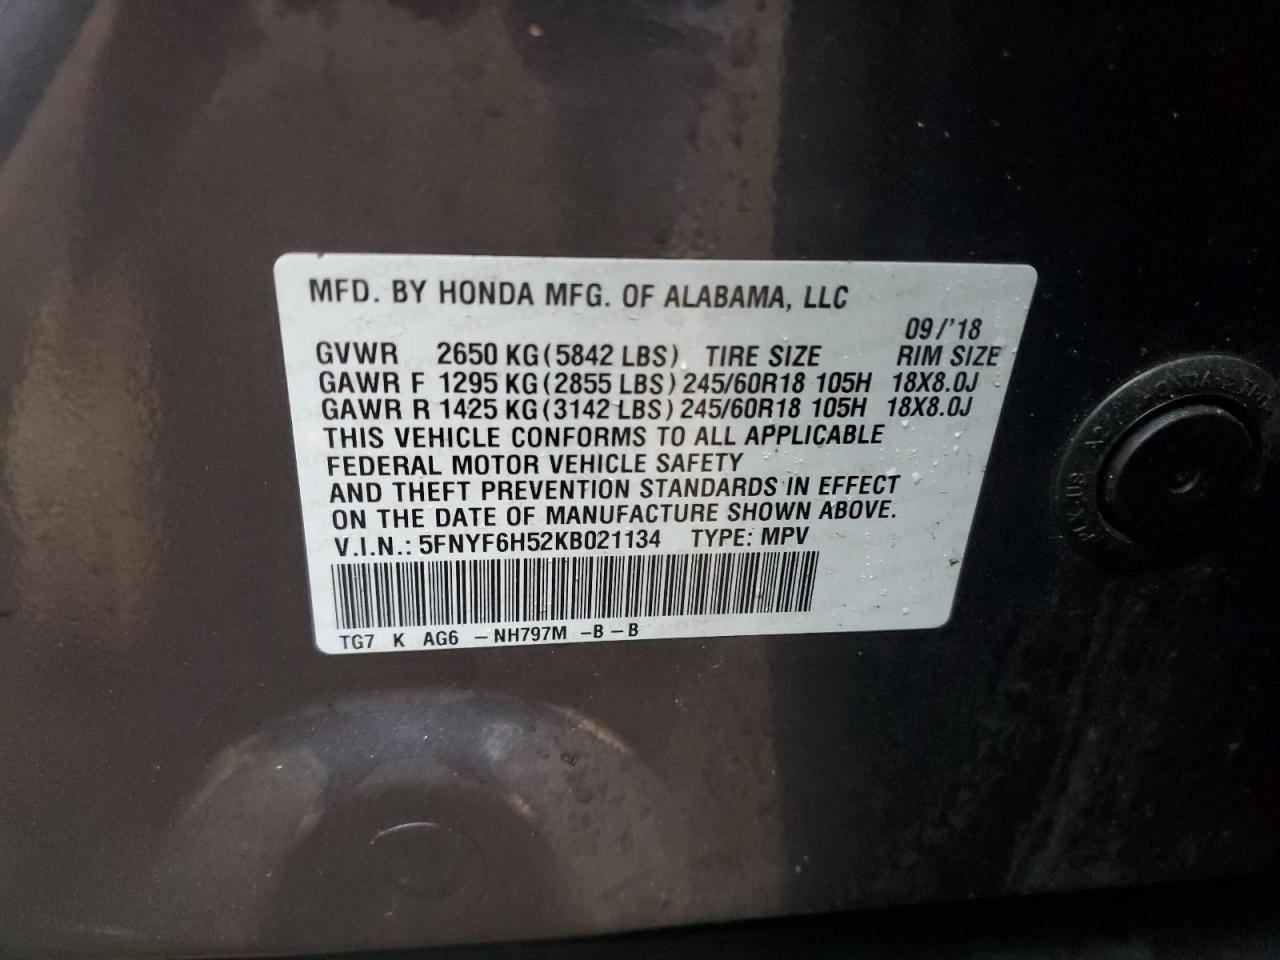 MFD. BY HONDA MFG. OF ALABAMA, LLC
09/'18
GVWR 2650 KG(5842 LBS) TIRE SIZE RIM SIZE
GAWR F 1295 KG(2855 LBS) 245/60R18 105H 18X8.0J
GAWR R 1425 KG(3142 LBS) 245/60R18 105H 18X8.0J
THIS VEHICLE CONFORMS TO ALL APPLICABLE
FEDERAL MOTOR VEHICLE SAFETY
AND THEFT PREVENTION STANDARDS IN EFFECT
ON THE DATE OF MANUFACTURE SHOWN ABOVE.
V.I.N.: 5FNYF6H52KB021134 TYPE: MPV
TG7 K AG6 -NH797M -B-B
HONDA